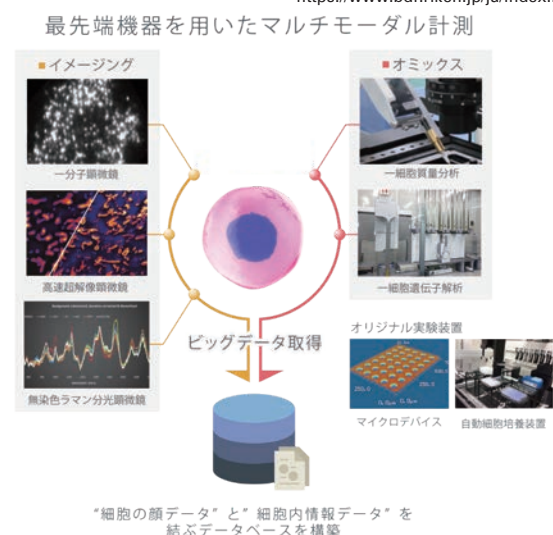 最先端機器を用いたマルチモーダル計測
イメージング
一分子顕微鏡
高速超解像顕微鏡
無染色ラマン分光顕微鏡
オミックス
一細胞質量分析
一細胞遺伝子解析
ビッグデータ取得
オリジナル実験装置
マイクロデバイス
自動細胞培養装置
“細胞の顔データ”と”細胞内情報データ”を
結ぶデータベースを構築